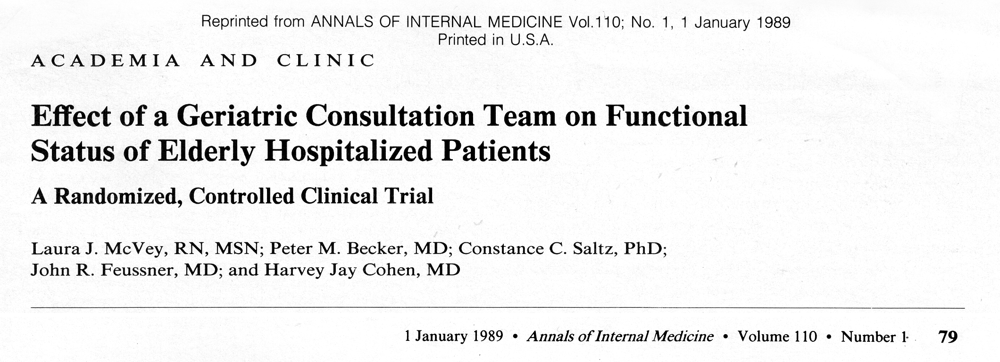 Reprinted from ANNALS OF INTERNAL MEDICINE Vol.110; No. 1, 1 January 1989
Printed in U.S.A.
ACADEMIA AND CLINIC
Effect of a Geriatric Consultation Team on Functional
Status of Elderly Hospitalized Patients
A Randomized, Controlled Clinical Trial
Laura J. McVey, RN, MSN; Peter M. Becker, MD; Constance C. Saltz, PhD;
John R. Feussner, MD; and Harvey Jay Cohen, MD
1 January 1989 • Annals of Internal Medicine • Volume 110 • Number 1 79